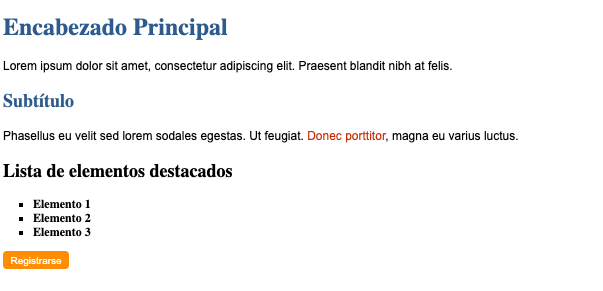 Encabezado Principal
Lorem ipsum dolor sit amet, consectetur adipiscing elit. Praesent blandit nibh at felis.
Subtítulo
Phasellus eu velit sed lorem sodales egestas. Ut feugiat. Donec porttitor, magna eu varius luctus.
Lista de elementos destacados
Elemento 1
Elemento 2
Elemento 3
Registrarse